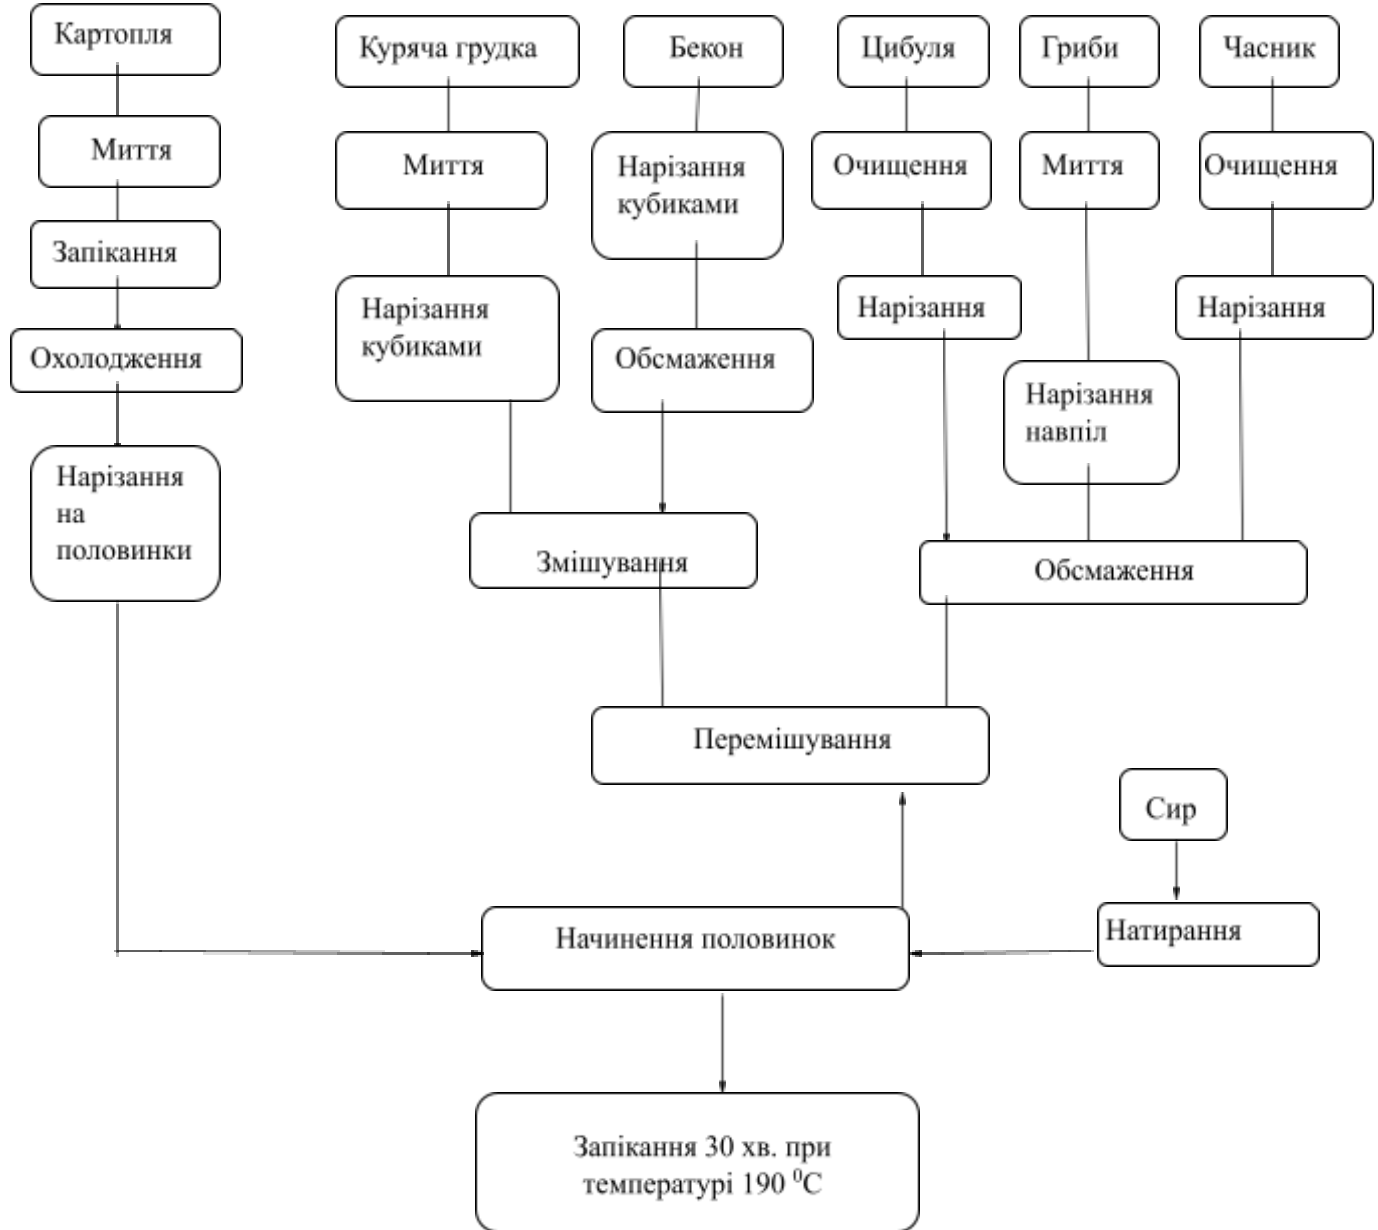 Картопля
Куряча грудка
Бекон
Цибуля
Гриби
Часник
Миття
Миття
Нарізання
кубиками
Очищення
Миття
Очищення
Запікання
Нарізання
кубиками
Нарізання
Нарізання
Охолодження
Обсмаження
Нарізання
навпіл
Нарізання
на
половинки
Змішування
Обсмаження
Перемішування
Сир
Начинення половинок
Натирання
Запікання 30 хв. при
температурі 190 ⁰С